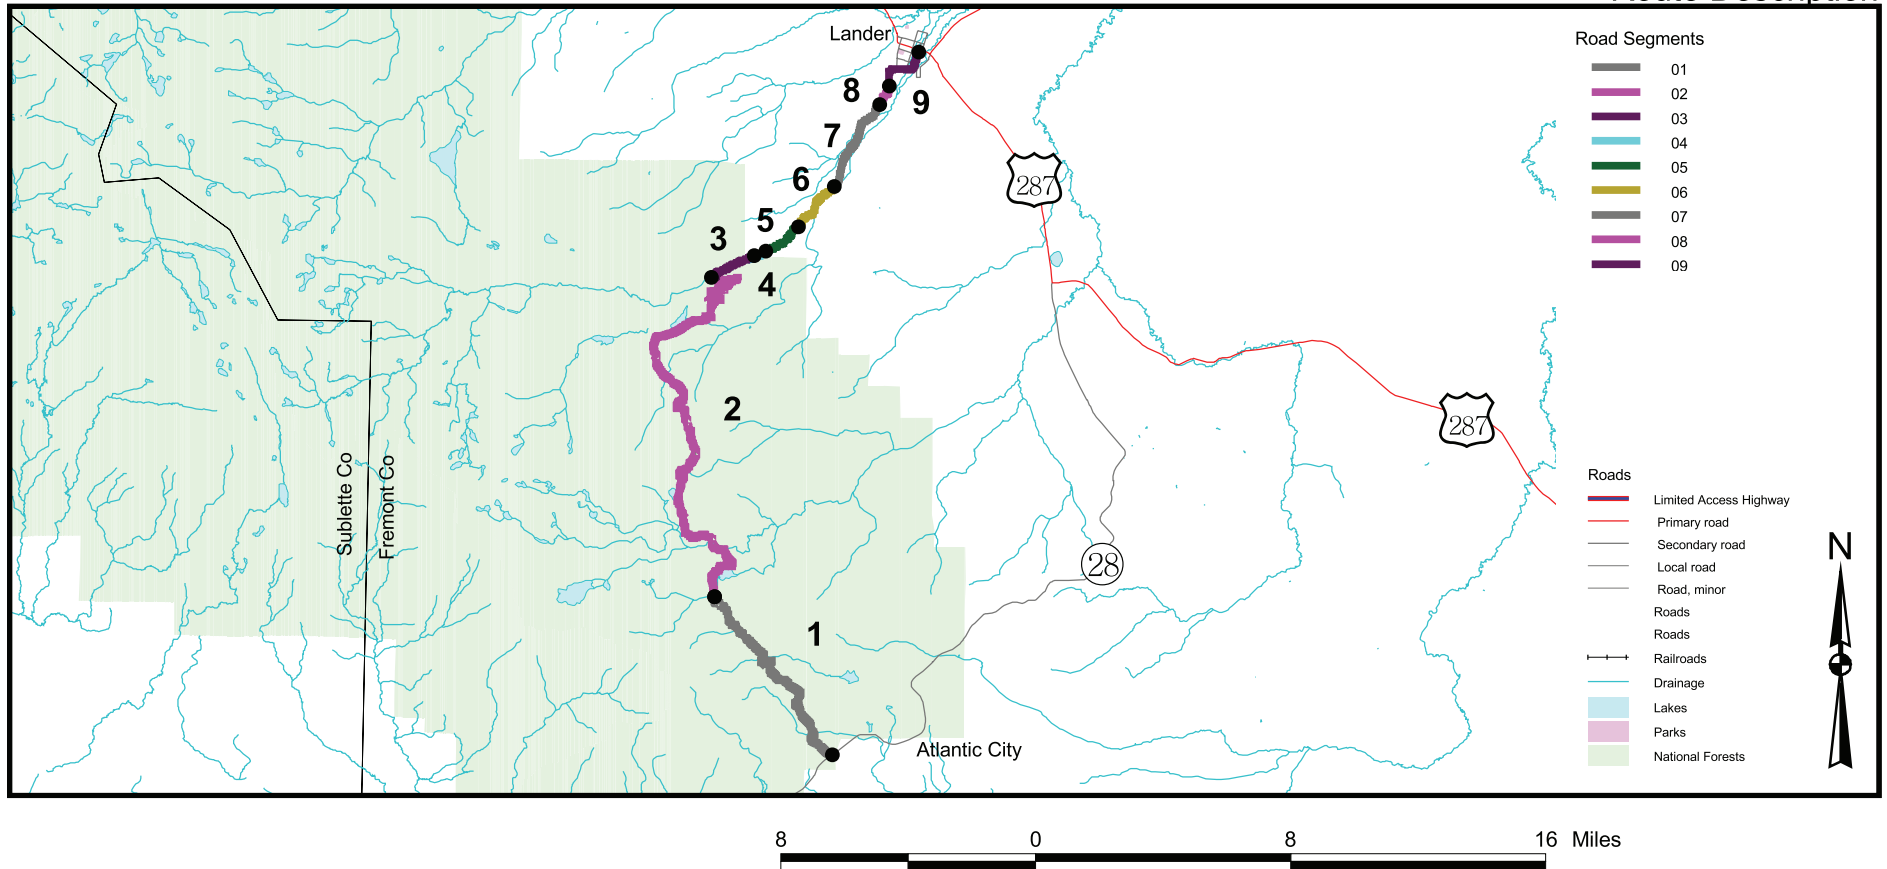 Route Description
Lander
Road Segments
01
02
03
04
05
06
07
08
09
8
9
7
6
5
3
4
287
287
2
Sublette Co
Fremont Co
28
1
Atlantic City
Roads
Limited Access Highway
Primary road
Secondary road
Local road
Road, minor
Roads
Roads
Railroads
Drainage
Lakes
Parks
National Forests
N
8 0 8 16 Miles